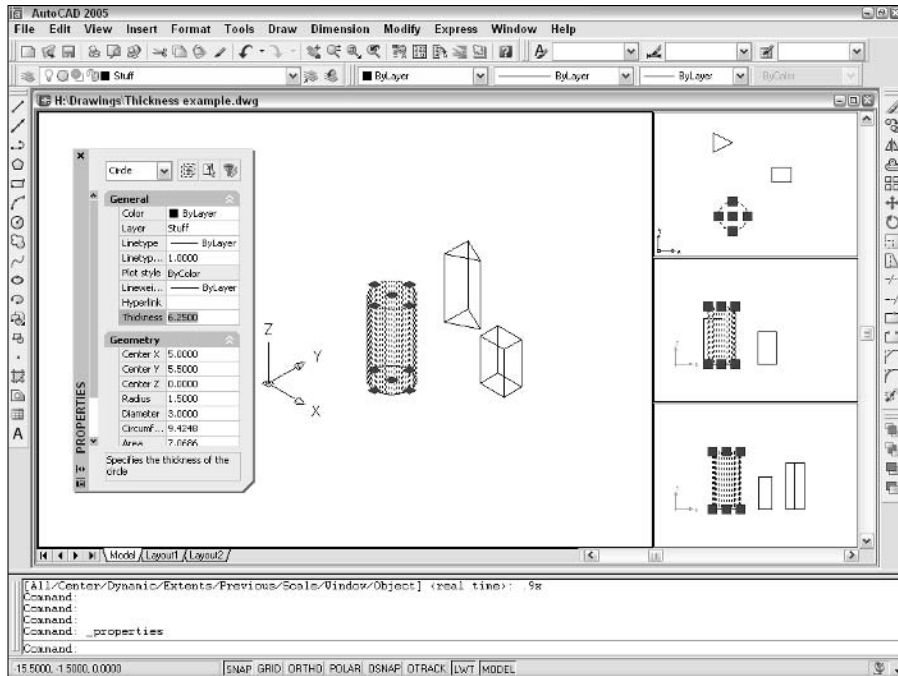 AutoCAD 2005
File Edit View Insert Format Tools Draw Dimension Modify Express Window Help
Stuff
ByLayer
ByLayer
ByLayer
ByColor
H:\Drawings\Thickness example.dwg
Circle
General
Color ByLayer
Layer Stuff
Linetype ByLayer
Linetyp... 1.0000
Plot style ByColor
Linewei... ByLayer
Hyperlink
Thickness 6.2500
Geometry
Center X 5.0000
Center Y 5.5000
Center Z 0.0000
Radius 1.5000
Diameter 3.0000
Circumf... 9.4248
Area 7.0686
Specifies the thickness of the
circle
PROPERTIES
Z
Y
X
A
Model Layout1 Layout2
[All/Center/Dynamic/Extents/Previous/Scale/Window/Object] <real time>: .9x
Command:
Command:
Command:
Command: _properties
Command:
-15.5000, -1.5000, 0.0000 SNAP GRID ORTHO POLAR OSNAP OTRACK LWT MODEL